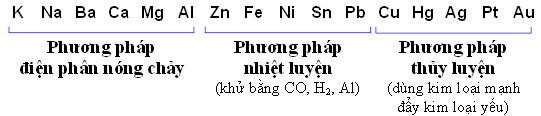 K Na Ba Ca Mg Al Zn Fe Ni Sn Pb Cu Hg Ag Pt Au
Phương pháp
điện phân nóng chảy
Phương pháp
nhiệt luyện
(khử bằng CO, H₂, Al)
Phương pháp
thủy luyện
(dùng kim loại mạnh
đẩy kim loại yếu)